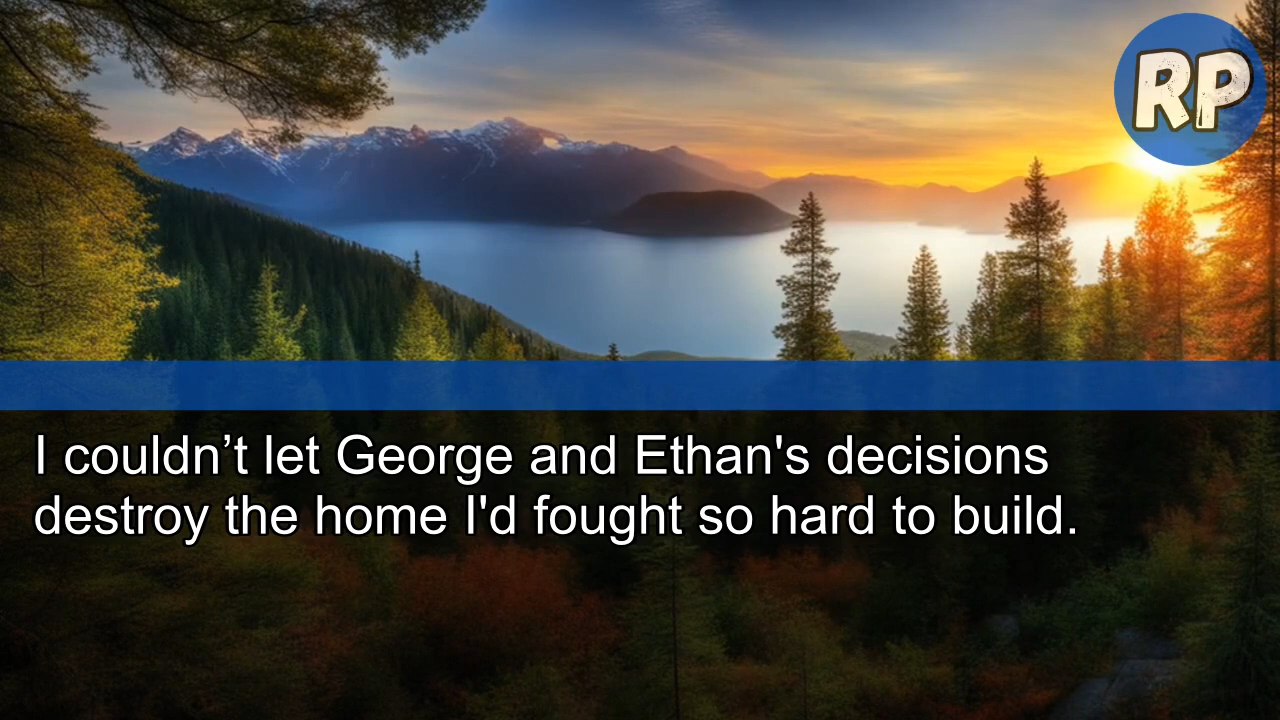 RP
I couldn’t let George and Ethan's decisions
destroy the home I'd fought so hard to build.